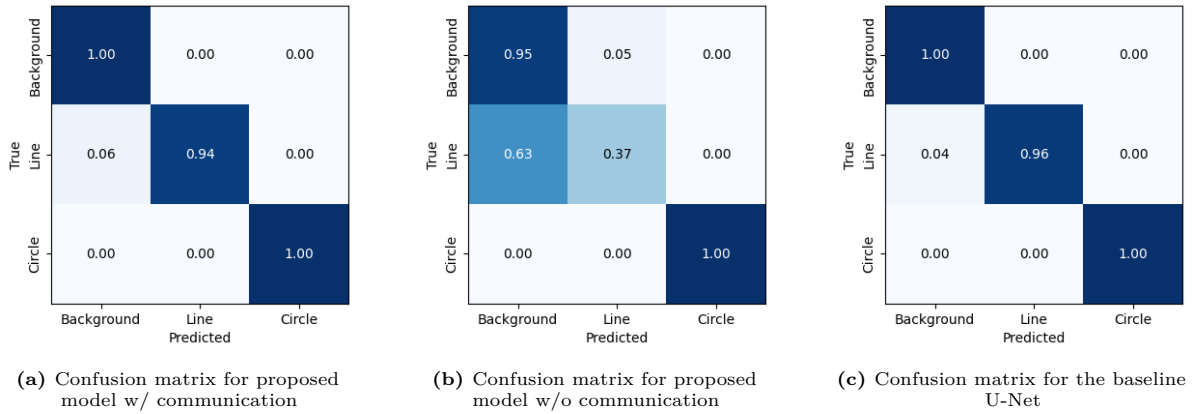 Background
1.00 0.00 0.00
True
Line
0.06 0.94 0.00
Circle
0.00 0.00 1.00
Background Line Circle
Predicted
(a) Confusion matrix for proposed
model w/ communication
Background
0.95 0.05 0.00
True
Line
0.63 0.37 0.00
Circle
0.00 0.00 1.00
Background Line Circle
Predicted
(b) Confusion matrix for proposed
model w/o communication
Background
1.00 0.00 0.00
True
Line
0.04 0.96 0.00
Circle
0.00 0.00 1.00
Background Line Circle
Predicted
(c) Confusion matrix for the baseline
U-Net